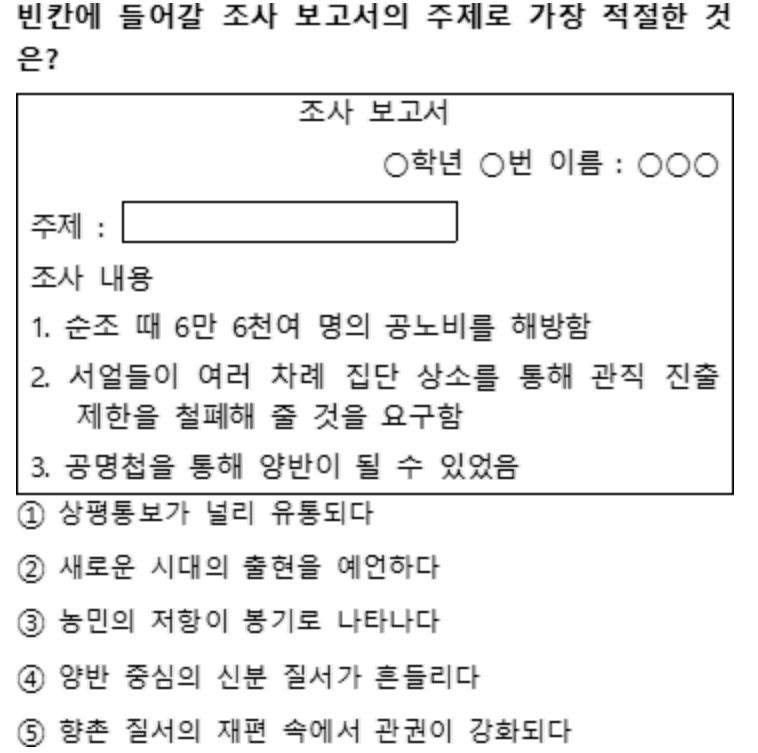 빈칸에 들어갈 조사 보고서의 주제로 가장 적절한 것
은?
조사 보고서
○학년 ○번 이름 : ○○○
주제 :
조사 내용
1. 순조 때 6만 6천여 명의 공노비를 해방함
2. 서얼들이 여러 차례 집단 상소를 통해 관직 진출
제한을 철폐해 줄 것을 요구함
3. 공명첩을 통해 양반이 될 수 있었음
① 상평통보가 널리 유통되다
② 새로운 시대의 출현을 예언하다
③ 농민의 저항이 봉기로 나타나다
④ 양반 중심의 신분 질서가 흔들리다
⑤ 향촌 질서의 재편 속에서 관권이 강화되다